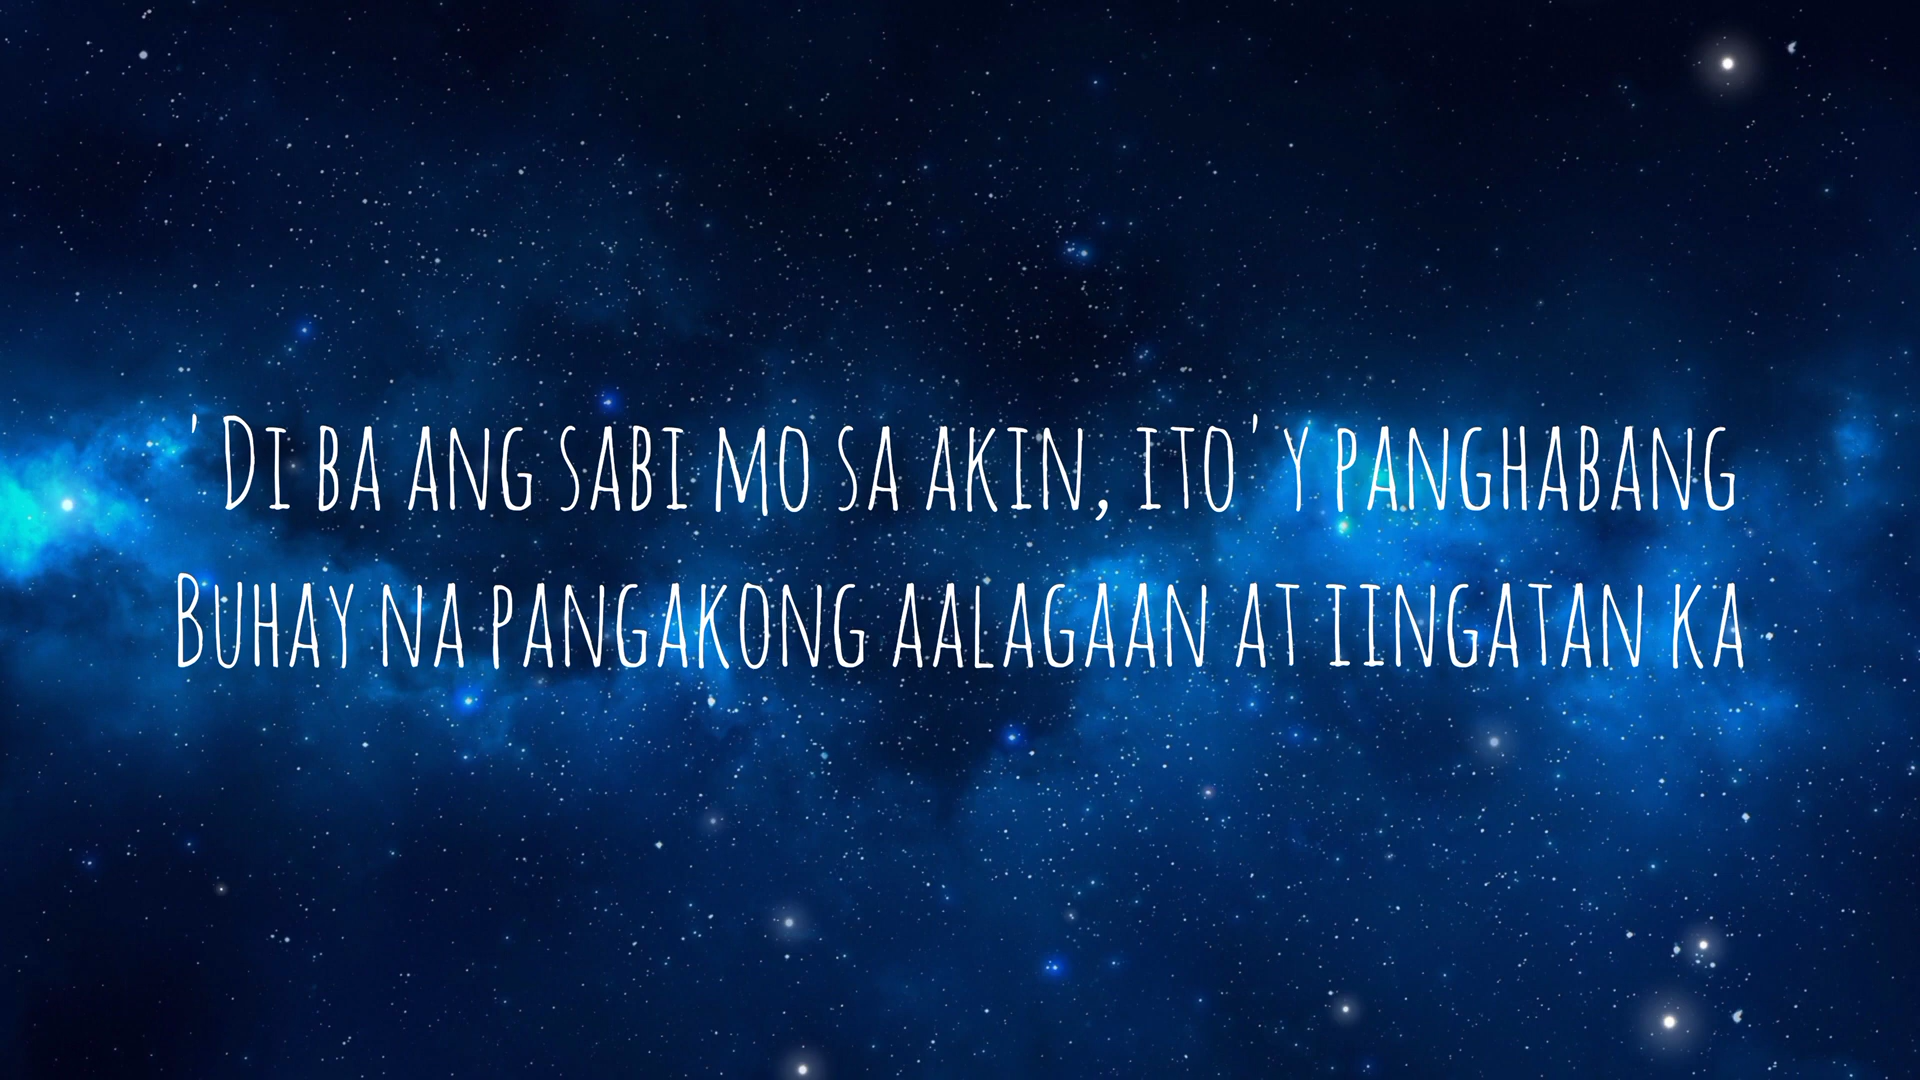 'Di ba ang sabi mo sa akin, ito'y panghabang
Buhay na pangakong aalagaan at iingatan ka